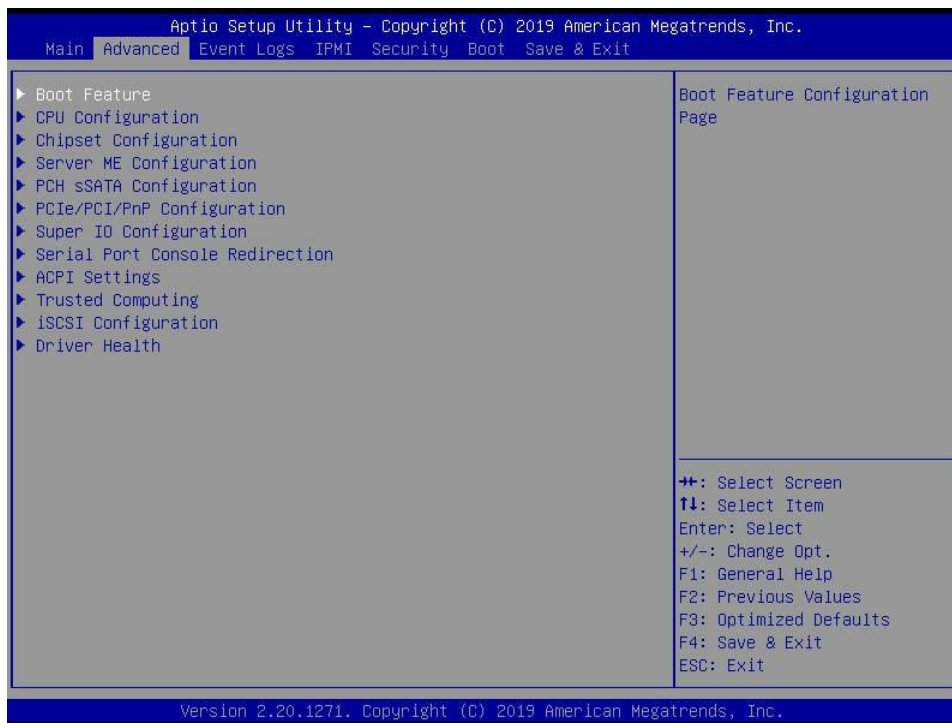 Aptio Setup Utility – Copyright (C) 2019 American Megatrends, Inc.
Main Advanced Event Logs IPMI Security Boot Save & Exit
▶ Boot Feature
▶ CPU Configuration
▶ Chipset Configuration
▶ Server ME Configuration
▶ PCH sSATA Configuration
▶ PCIe/PCI/PnP Configuration
▶ Super IO Configuration
▶ Serial Port Console Redirection
▶ ACPI Settings
▶ Trusted Computing
▶ iSCSI Configuration
▶ Driver Health
Boot Feature Configuration
Page
→←: Select Screen
↑↓: Select Item
Enter: Select
+/-: Change Opt.
F1: General Help
F2: Previous Values
F3: Optimized Defaults
F4: Save & Exit
ESC: Exit
Version 2.20.1271. Copyright (C) 2019 American Megatrends, Inc.